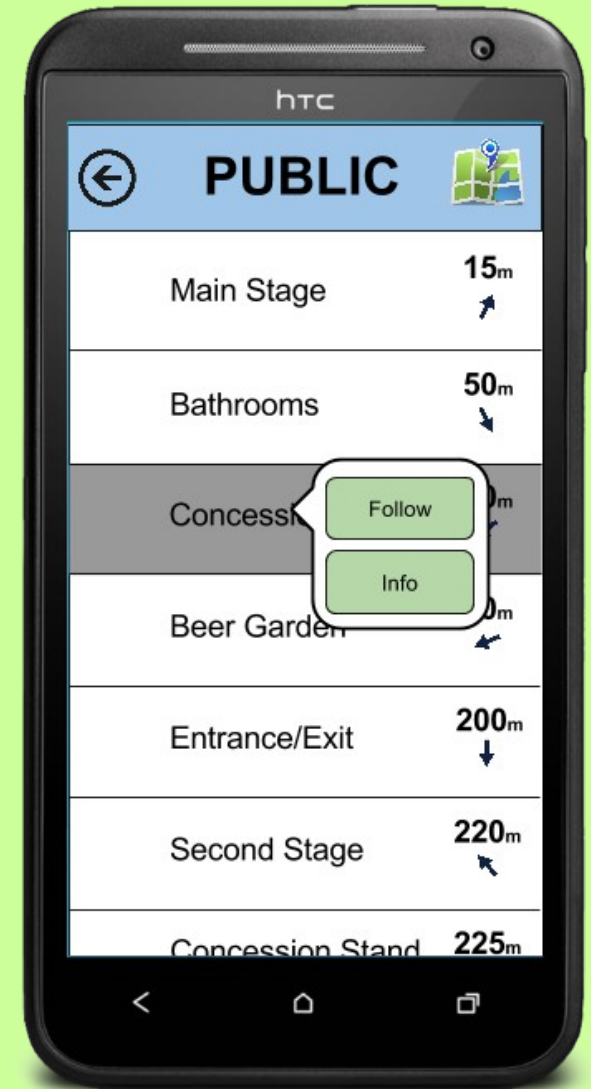 hTC
PUBLIC
15m
Main Stage
50m
Bathrooms
Follow
Info
Beer Garden
200m
Entrance/Exit
220m
Second Stage
Concession Stand 225m